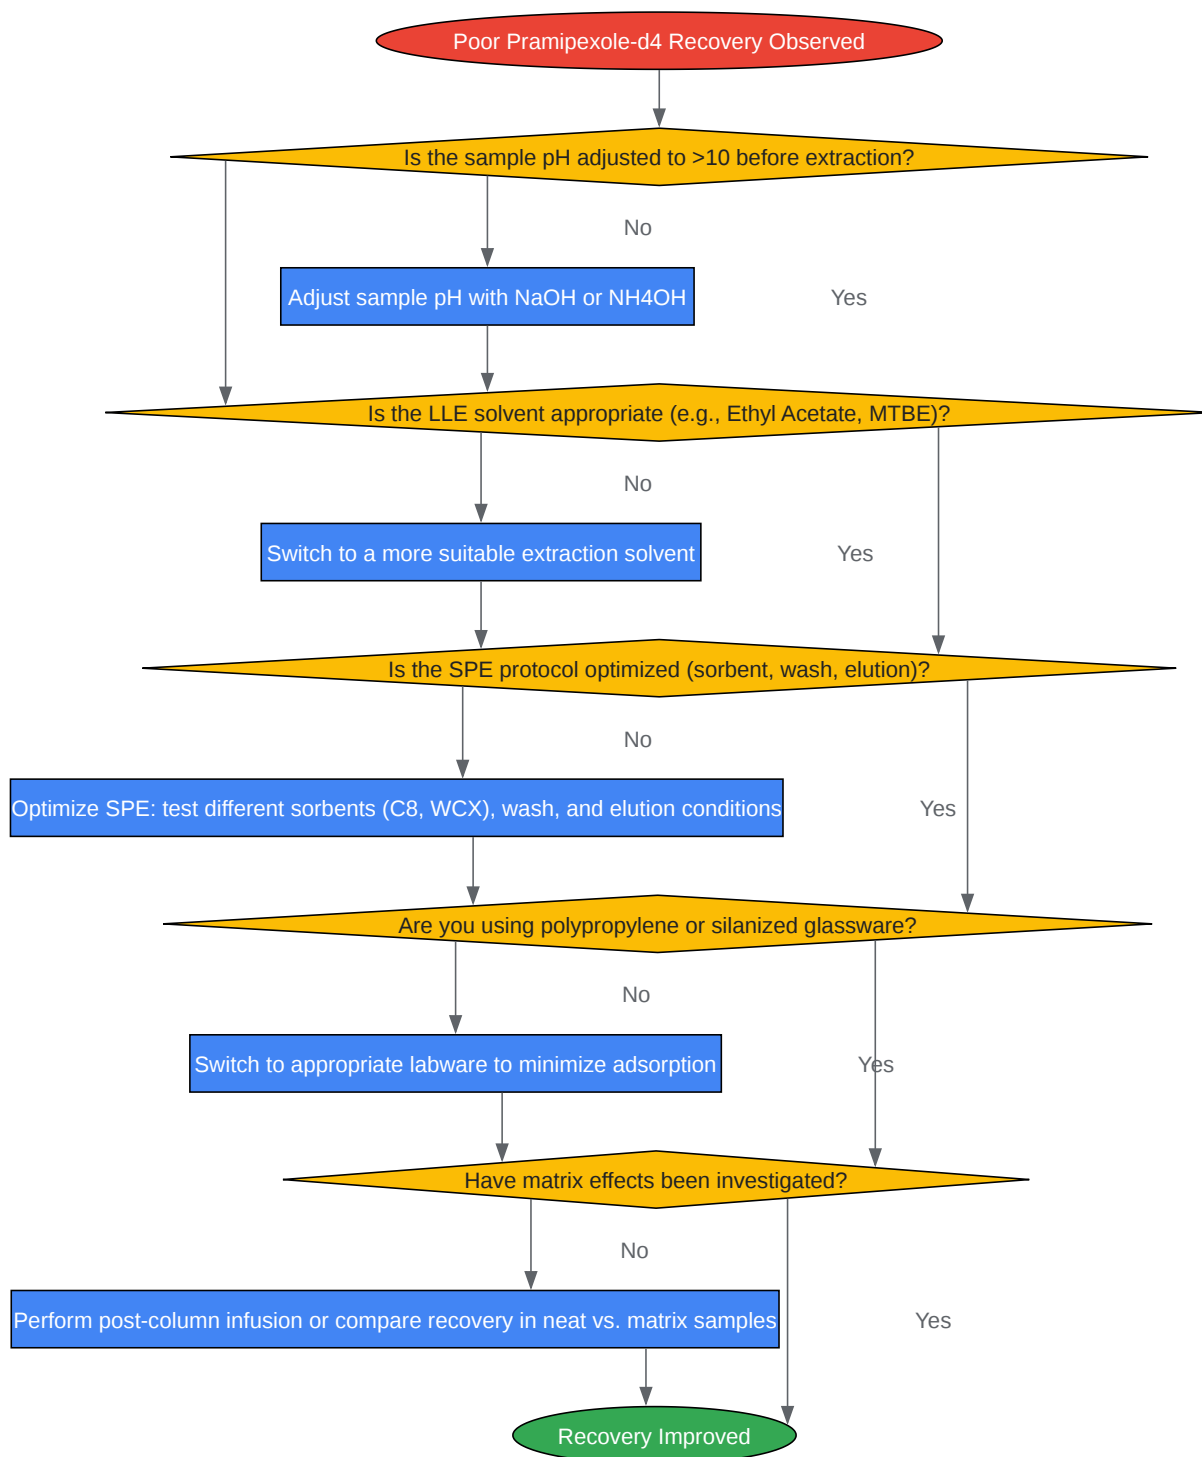 Poor Pramipexole-d4 Recovery Observed
Is the sample pH adjusted to >10 before extraction?
No
Adjust sample pH with NaOH or NH4OH
Yes
Is the LLE solvent appropriate (e.g., Ethyl Acetate, MTBE)?
No
Switch to a more suitable extraction solvent
Yes
Is the SPE protocol optimized (sorbent, wash, elution)?
No
Optimize SPE: test different sorbents (C8, WCX), wash, and elution conditions
Yes
Are you using polypropylene or silanized glassware?
No
Switch to appropriate labware to minimize adsorption
Yes
Have matrix effects been investigated?
No
Perform post-column infusion or compare recovery in neat vs. matrix samples
Yes
Recovery Improved